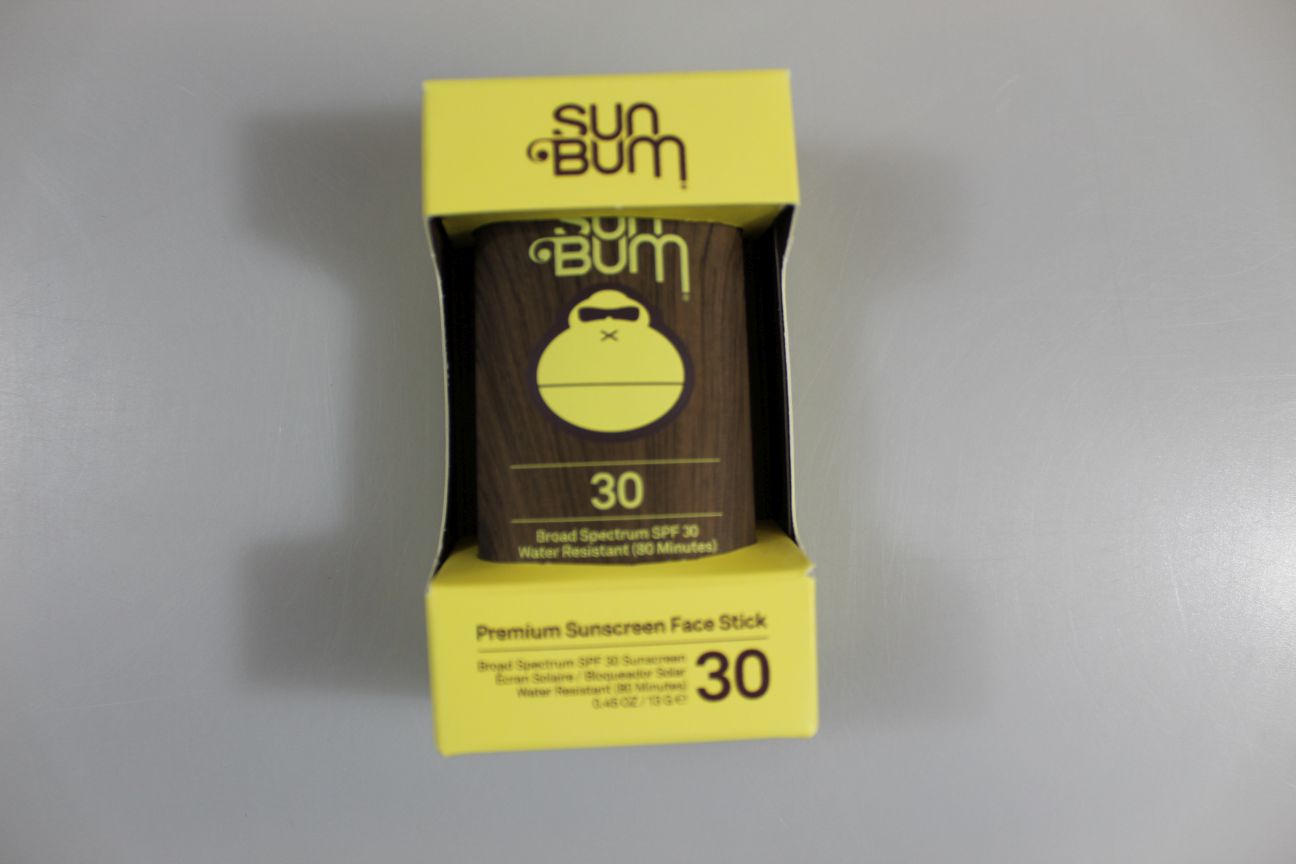 SUN
BUM
SUN
BUM
30
Broad Spectrum SPF 30
Water Resistant (80 Minutes)
Premium Sunscreen Face Stick
Broad Spectrum SPF 30 Sunscreen
Écran Solaire / Bloqueador Solar
Water Resistant (80 Minutes)
0.45 OZ / 13 G ℮
30